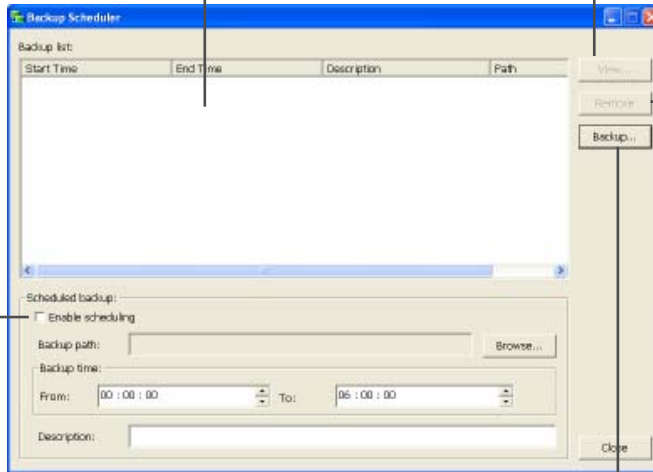 Backup Scheduler
Backup list:
Start Time End Time Description Path
View...
Remove
Backup...
Scheduled backup:
Enable scheduling
Backup path:
Browse...
Backup time:
From: 00 : 00 : 00 To: 06 : 00 : 00
Description:
Close